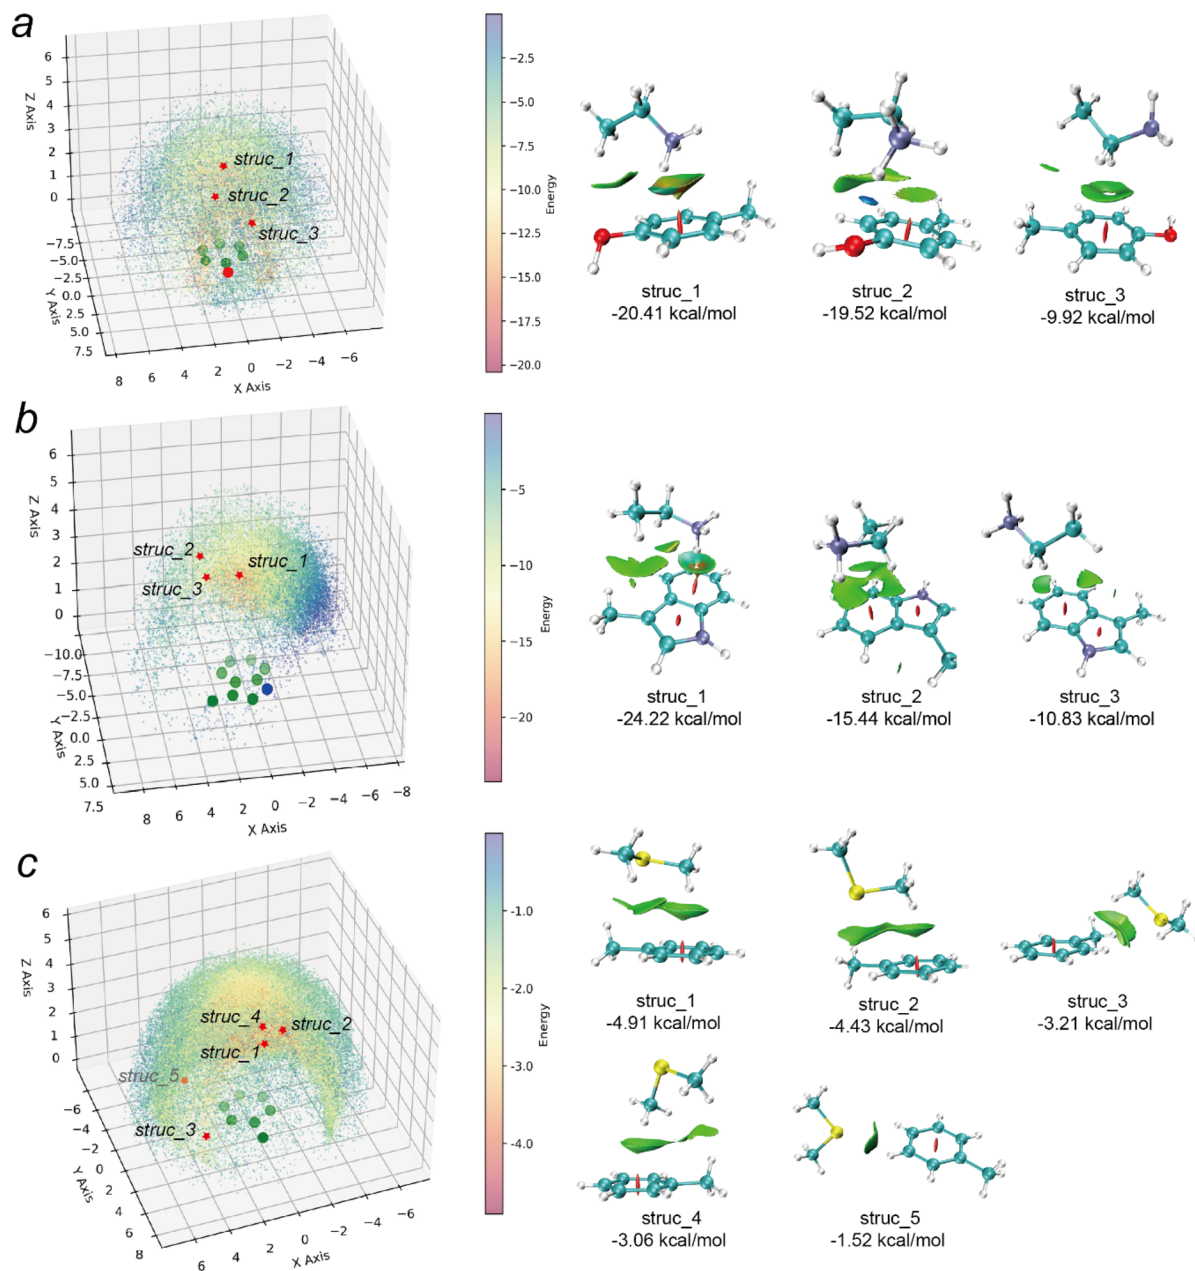 a
6
5
4
3
2
1
0
Z Axis
−7.5
−5.0
−2.5
0.0
2.5
5.0
7.5
Y Axis
8
6
4
2
0
−2
−4
−6
X Axis
struc_1
struc_2
struc_3
−2.5
−5.0
−7.5
−10.0
−12.5
−15.0
−17.5
−20.0
Energy
struc_1
-20.41 kcal/mol
struc_2
-19.52 kcal/mol
struc_3
-9.92 kcal/mol
b
6
5
4
3
2
1
0
Z Axis
−10.0
−7.5
−5.0
−2.5
0.0
2.5
5.0
7.5
Y Axis
8
6
4
2
0
−2
−4
−6
−8
X Axis
struc_2
struc_1
struc_3
−5
−10
−15
−20
Energy
struc_1
-24.22 kcal/mol
struc_2
-15.44 kcal/mol
struc_3
-10.83 kcal/mol
c
6
5
4
3
2
1
0
Z Axis
−6
−4
−2
0
2
4
6
8
Y Axis
6
4
2
0
−2
−4
−6
X Axis
struc_4
struc_2
struc_1
struc_5
struc_3
−1.0
−2.0
−3.0
−4.0
Energy
struc_1
-4.91 kcal/mol
struc_2
-4.43 kcal/mol
struc_3
-3.21 kcal/mol
struc_4
-3.06 kcal/mol
struc_5
-1.52 kcal/mol